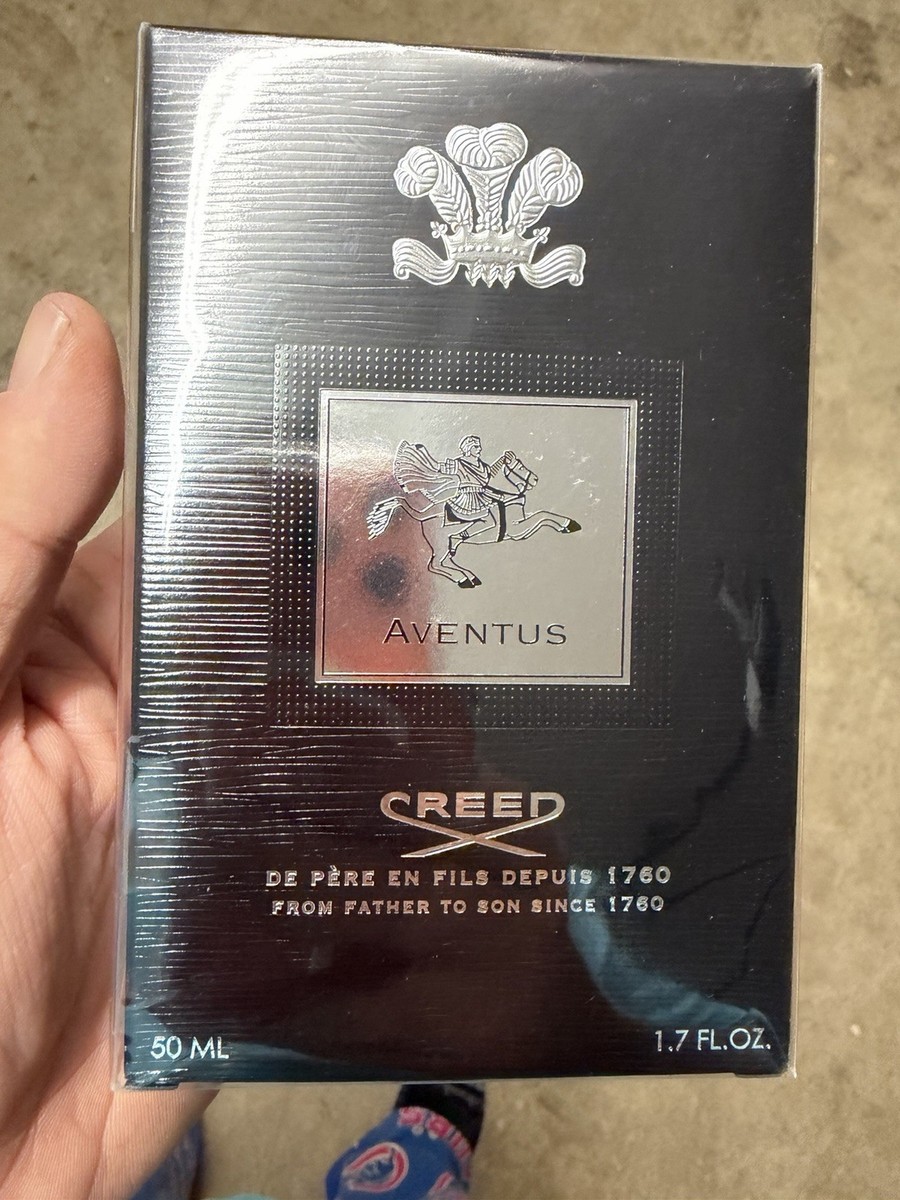 AVENTUS
CREED
DE PÈRE EN FILS DEPUIS 1760
FROM FATHER TO SON SINCE 1760
50 ML
1.7 FL.OZ.